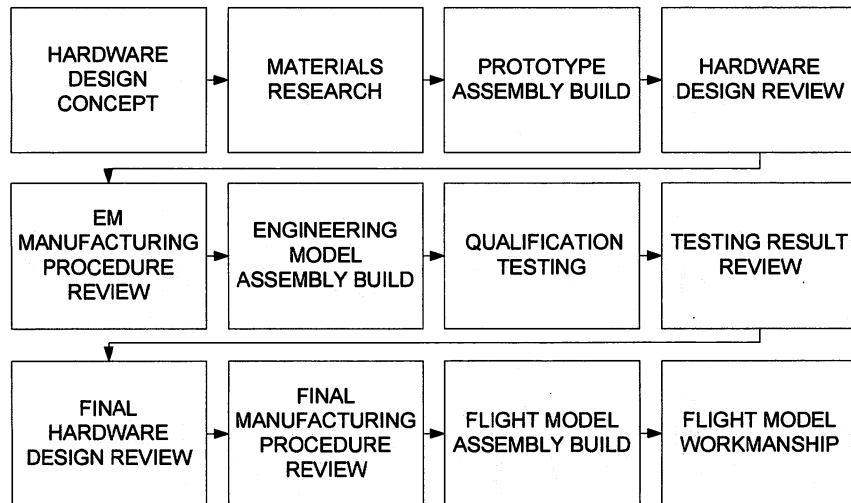 HARDWARE
DESIGN
CONCEPT
MATERIALS
RESEARCH
PROTOTYPE
ASSEMBLY BUILD
HARDWARE
DESIGN REVIEW
EM
MANUFACTURING
PROCEDURE
REVIEW
ENGINEERING
MODEL
ASSEMBLY BUILD
QUALIFICATION
TESTING
TESTING RESULT
REVIEW
FINAL
HARDWARE
DESIGN REVIEW
FINAL
MANUFACTURING
PROCEDURE
REVIEW
FLIGHT MODEL
ASSEMBLY BUILD
FLIGHT MODEL
WORKMANSHIP